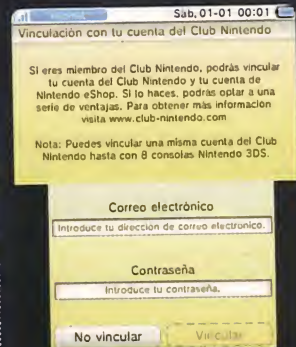 Sáb.01-01 00:01
Vinculación con tu cuenta del Club Nintendo
Si eres miembro del Club Nintendo, podrás vincular
tu cuenta del Club Nintendo y tu cuenta de
Nintendo eShop. Si lo haces, podrás optar a una
serie de ventajas. Para obtener más información
visita www.club-nintendo.com
Nota: Puedes vincular una misma cuenta del Club
Nintendo hasta con 8 consolas Nintendo 3DS.
Correo electrónico
Introduce tu dirección de correo electrónico.
Contraseña
Introduce tu contraseña.
No vincular
Vincular